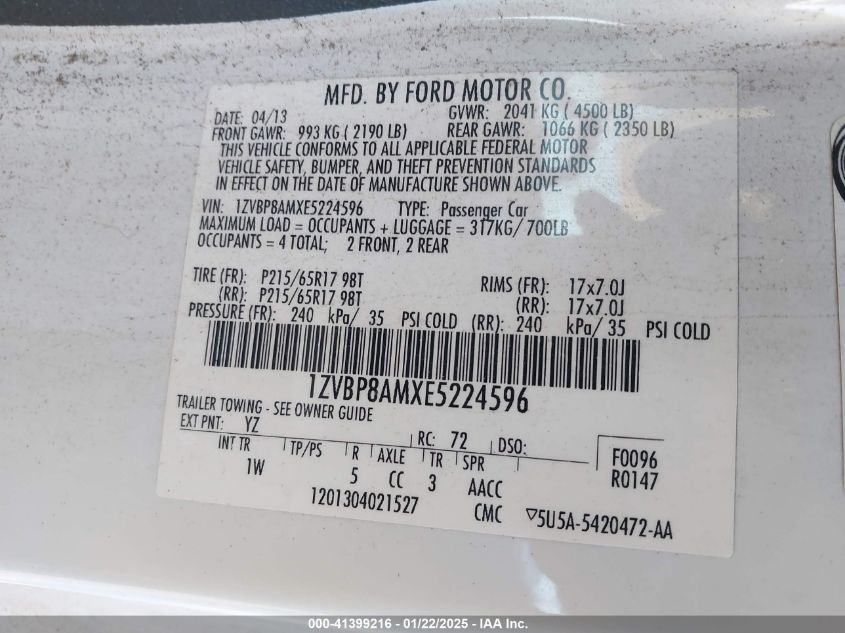 MFD. BY FORD MOTOR CO.
DATE: 04/13 GVWR: 2041 KG ( 4500 LB)
FRONT GAWR: 993 KG ( 2190 LB) REAR GAWR: 1066 KG ( 2350 LB)
THIS VEHICLE CONFORMS TO ALL APPLICABLE FEDERAL MOTOR
VEHICLE SAFETY, BUMPER, AND THEFT PREVENTION STANDARDS
IN EFFECT ON THE DATE OF MANUFACTURE SHOWN ABOVE.
VIN: 1ZVBP8AMXE5224596 TYPE: Passenger Car
MAXIMUM LOAD = OCCUPANTS + LUGGAGE = 317KG/ 700LB
OCCUPANTS = 4 TOTAL; 2 FRONT, 2 REAR
TIRE (FR): P215/65R17 98T RIMS (FR): 17x7.0J
(RR): P215/65R17 98T (RR): 17x7.0J
PRESSURE (FR): 240 kPa/ 35 PSI COLD (RR): 240 kPa/ 35 PSI COLD
1ZVBP8AMXE5224596
TRAILER TOWING - SEE OWNER GUIDE
EXT PNT: YZ RC: 72 DSO: F0096
INT TR TP/PS R AXLE TR SPR R0147
1W 5 CC 3 AACC
1201304021527 CMC ▽5U5A-5420472-AA
000-41399216 - 01/22/2025 - IAA Inc.